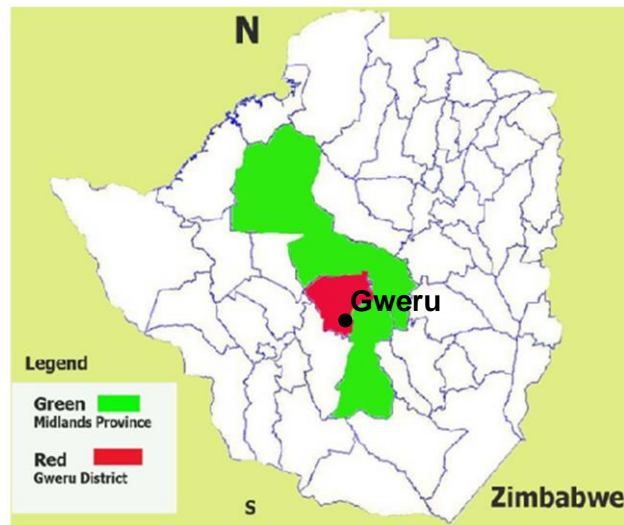 N
Gweru
Legend
Green
Midlands Province
Red
Gweru District
S
Zimbabwe